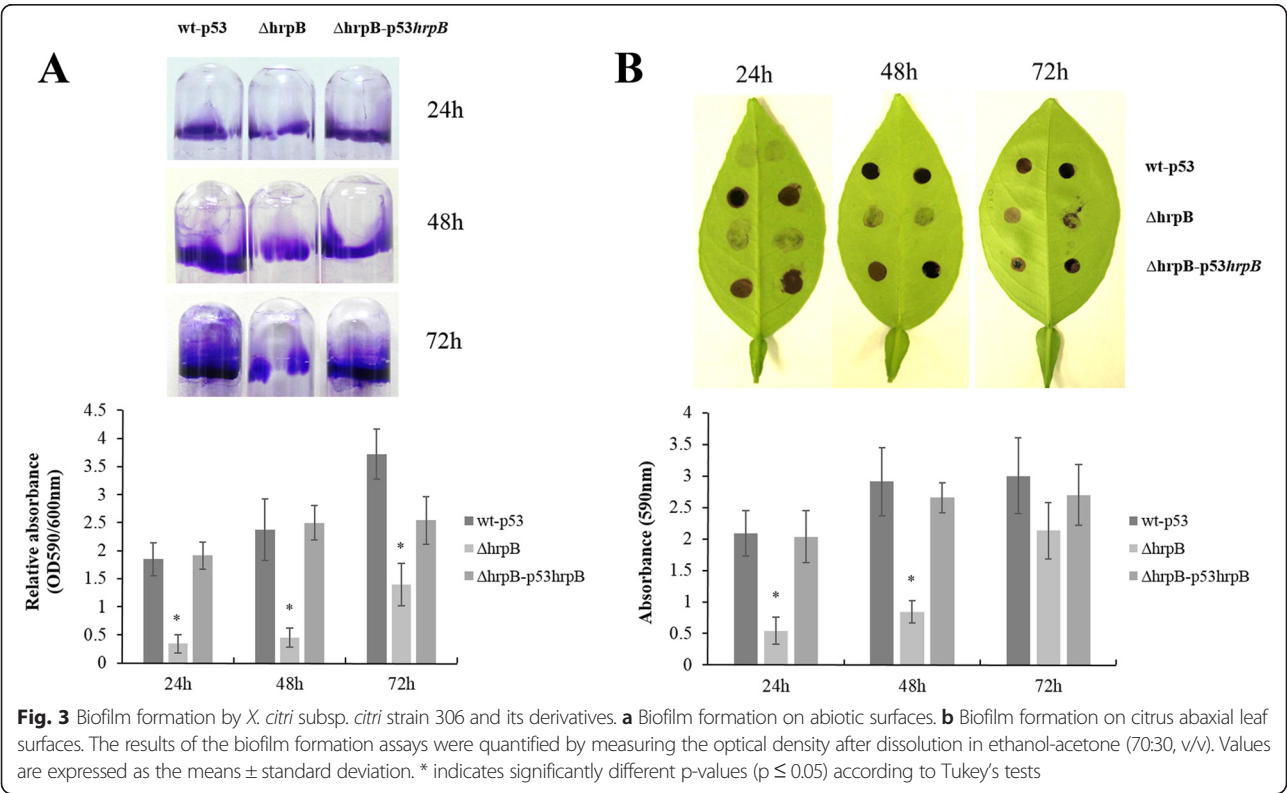 wt-p53 ΔhrpB ΔhrpB-p53hrpB
A
24h
48h
72h
4.5
4
3.5
3
2.5
2
1.5
1
0.5
0
Relative absorbance
(OD590/600nm)
*
*
*
24h 48h 72h
wt-p53
ΔhrpB
ΔhrpB-p53hrpB
B
24h 48h 72h
wt-p53
ΔhrpB
ΔhrpB-p53hrpB
4
3.5
3
2.5
2
1.5
1
0.5
0
Absorbance (590nm)
*
*
24h 48h 72h
wt-p53
ΔhrpB
ΔhrpB-p53hrpB
Fig. 3 Biofilm formation by X. citri subsp. citri strain 306 and its derivatives. a Biofilm formation on abiotic surfaces. b Biofilm formation on citrus abaxial leaf
surfaces. The results of the biofilm formation assays were quantified by measuring the optical density after dissolution in ethanol-acetone (70:30, v/v). Values
are expressed as the means ± standard deviation. * indicates significantly different p-values (p ≤ 0.05) according to Tukey's tests